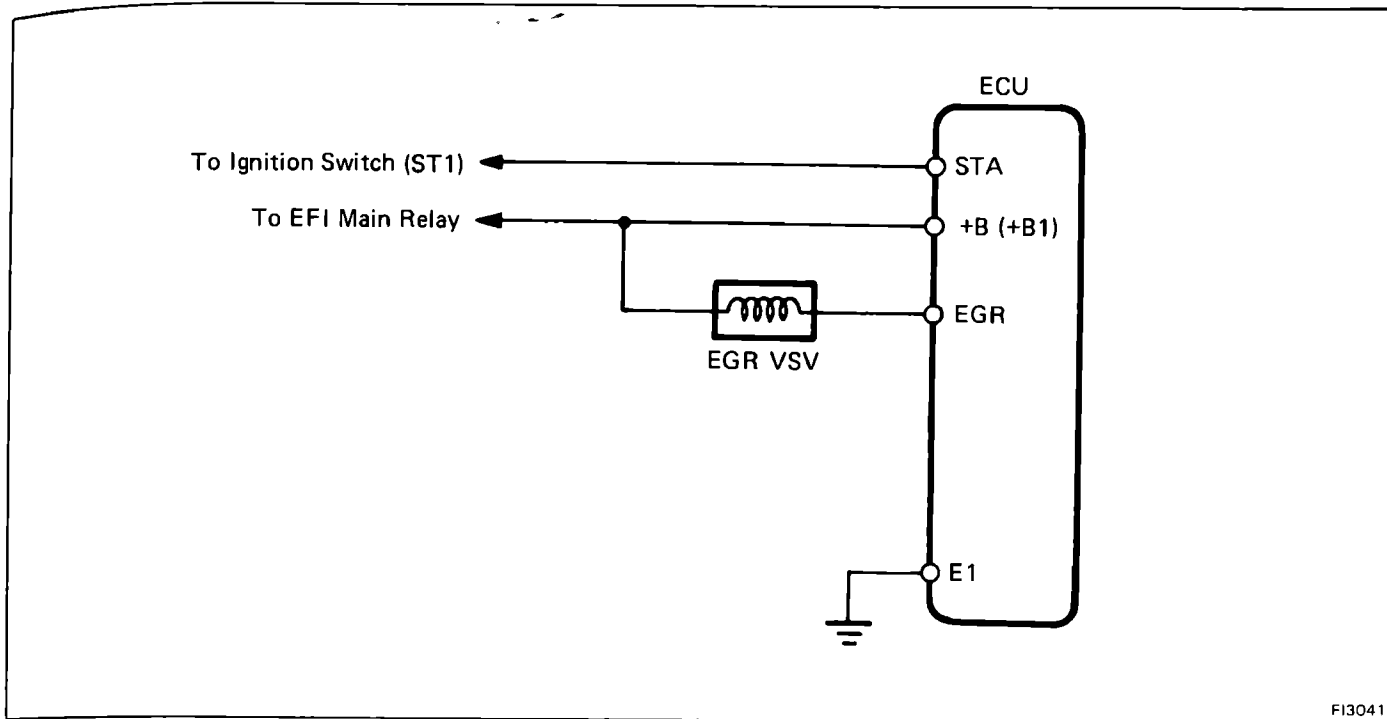 ECU
To Ignition Switch (ST1)
STA
To EFI Main Relay
+B (+B1)
EGR
EGR VSV
E1
FI3041